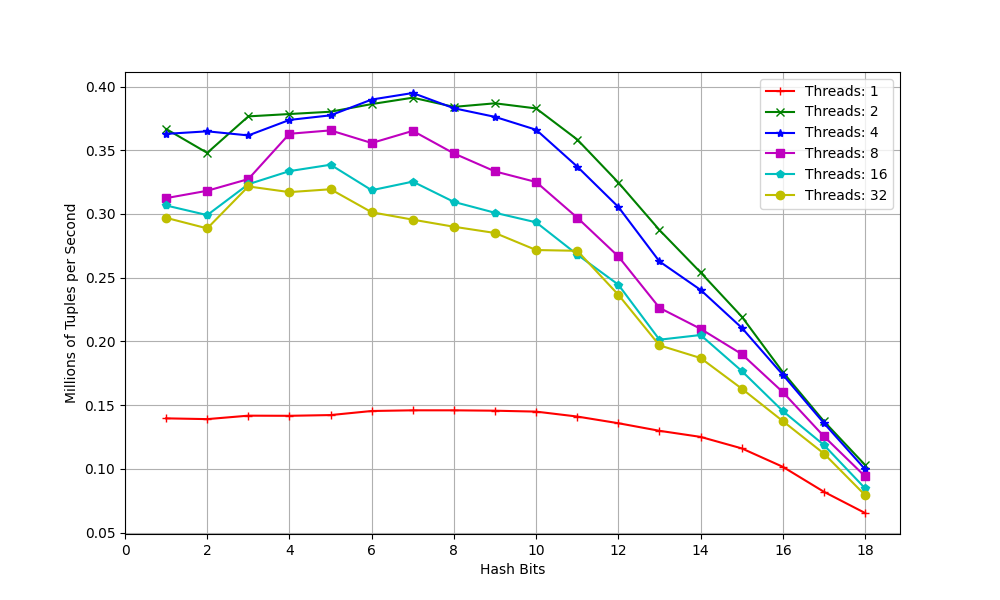 0.40
0.35
0.30
0.25
0.20
0.15
0.10
0.05
0 2 4 6 8 10 12 14 16 18
Hash Bits
Millions of Tuples per Second
Threads: 1
Threads: 2
Threads: 4
Threads: 8
Threads: 16
Threads: 32